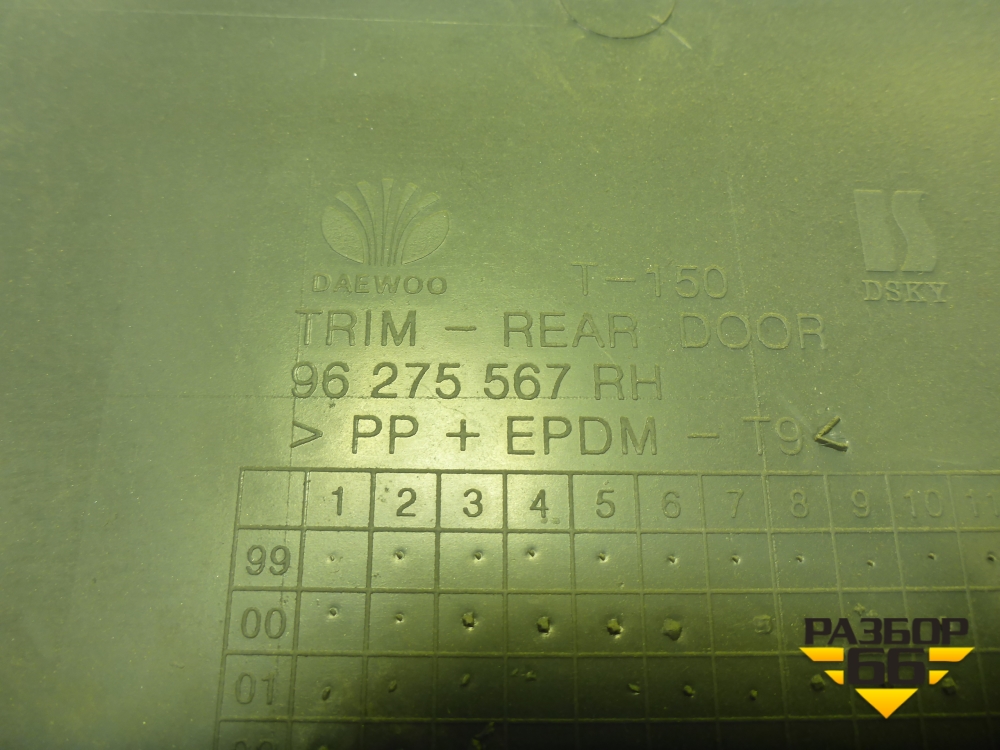 DAEWOO
T-150
DSKY
TRIM - REAR DOOR
96 275 567 RH
> PP + EPDM - T9 <
1 2 3 4 5 6 7 8 9 10
99
00
01
РАЗБОР
66